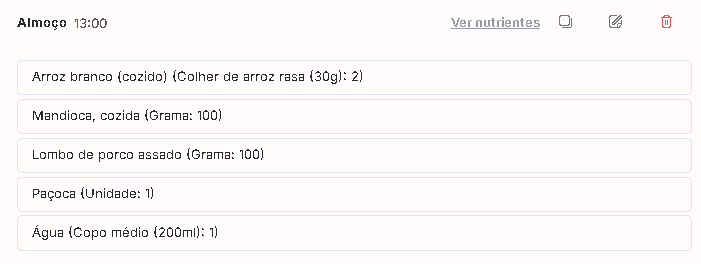 Almoço 13:00 Ver nutrientes
Arroz branco (cozido) (Colher de arroz rasa (30g): 2)
Mandioca, cozida (Grama: 100)
Lombo de porco assado (Grama: 100)
Paçoca (Unidade: 1)
Água (Copo médio (200ml): 1)